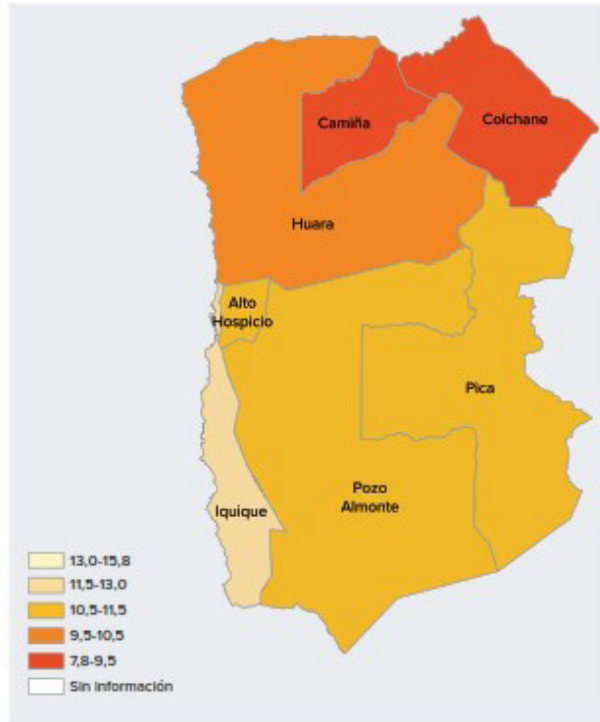 Camiña
Colchane
Huara
Alto
Hospicio
Pica
Pozo
Almonte
Iquique
13,0-15,8
11,5-13,0
10,5-11,5
9,5-10,5
7,8-9,5
Sin información